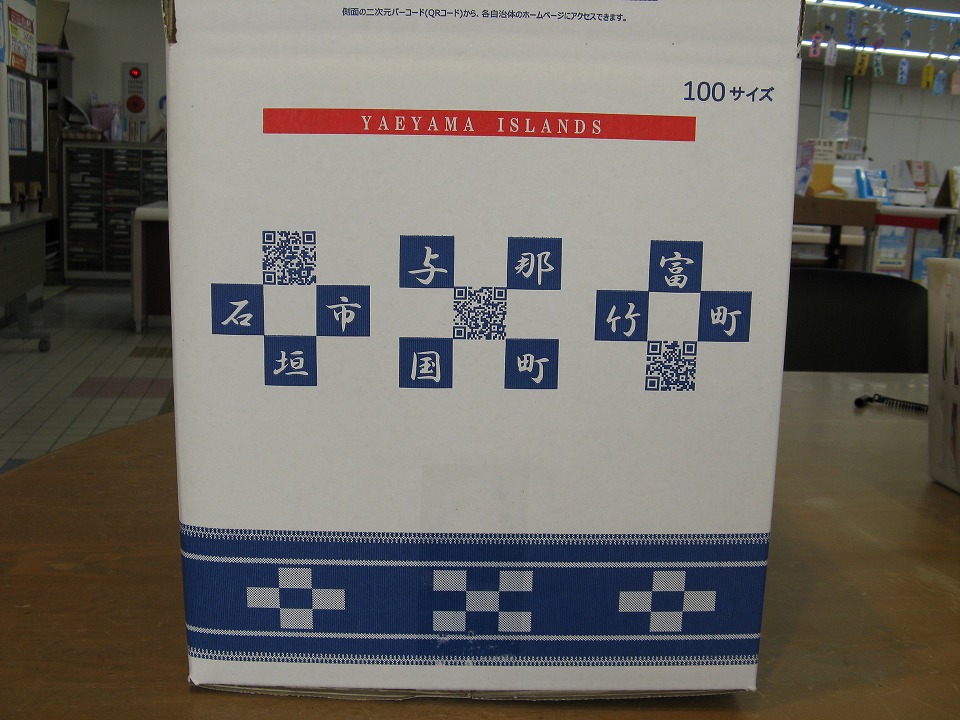 側面の二次元バーコード(QRコード)から、各自治体のホームページにアクセスできます。
100サイズ
YAEYAMA ISLANDS
石垣市
与那国町
竹富町